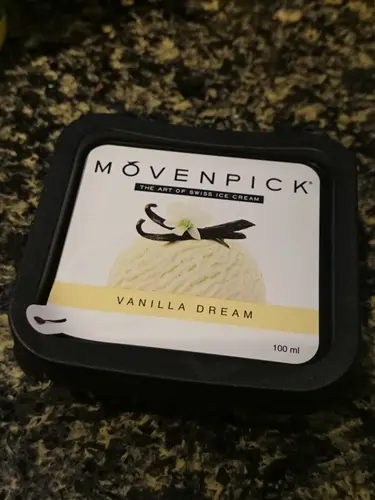 MÖVENPICK®
THE ART OF SWISS ICE CREAM
VANILLA DREAM
100 ml